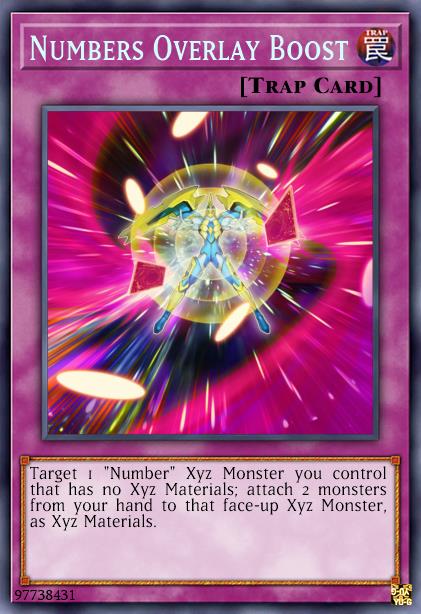 Numbers Overlay Boost
TRAP
罠
[Trap Card]
Target 1 "Number" Xyz Monster you control
that has no Xyz Materials; attach 2 monsters
from your hand to that face-up Xyz Monster,
as Xyz Materials.
97738431